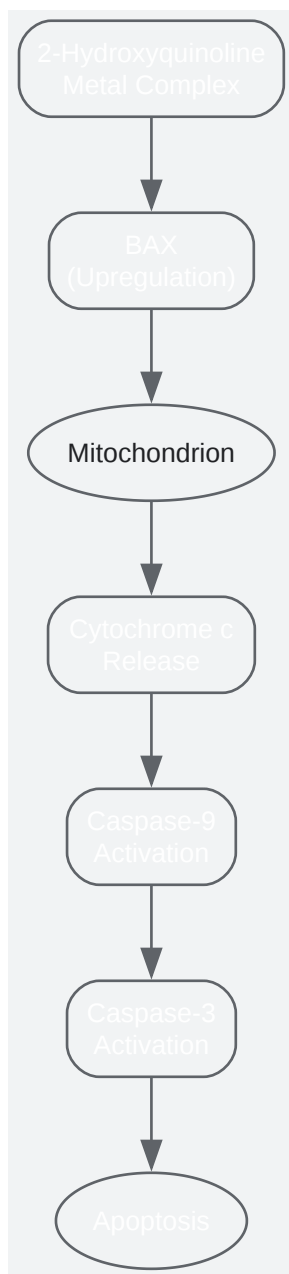 2-Hydroxyquinoline
Metal Complex
BAX
(Upregulation)
Mitochondrion
Cytochrome c
Release
Caspase-9
Activation
Caspase-3
Activation
Apoptosis